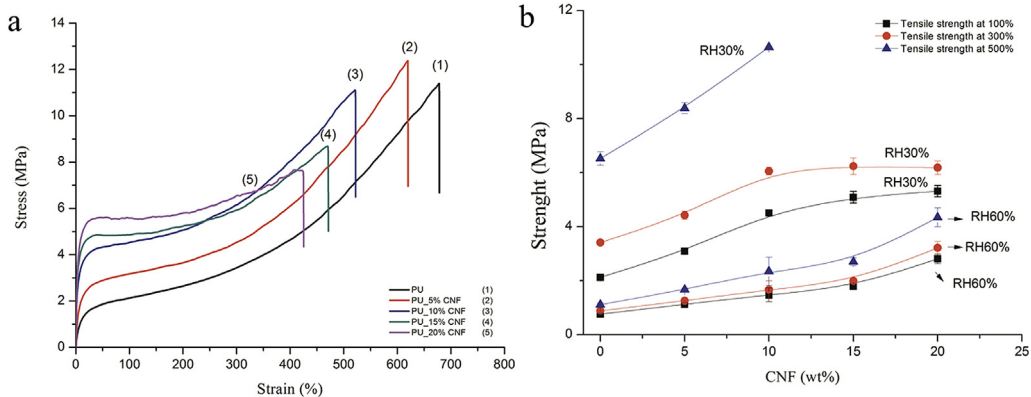 a
14
12
10
8
6
4
2
0
Stress (MPa)
0 100 200 300 400 500 600 700 800
Strain (%)
(1)
(2)
(3)
(4)
(5)
PU (1)
PU_5% CNF (2)
PU_10% CNF (3)
PU_15% CNF (4)
PU_20% CNF (5)
b
12
8
4
0
Strenght (MPa)
0 5 10 15 20 25
CNF (wt%)
Tensile strength at 100%
Tensile strength at 300%
Tensile strength at 500%
RH30%
RH30%
RH30%
RH60%
RH60%
RH60%